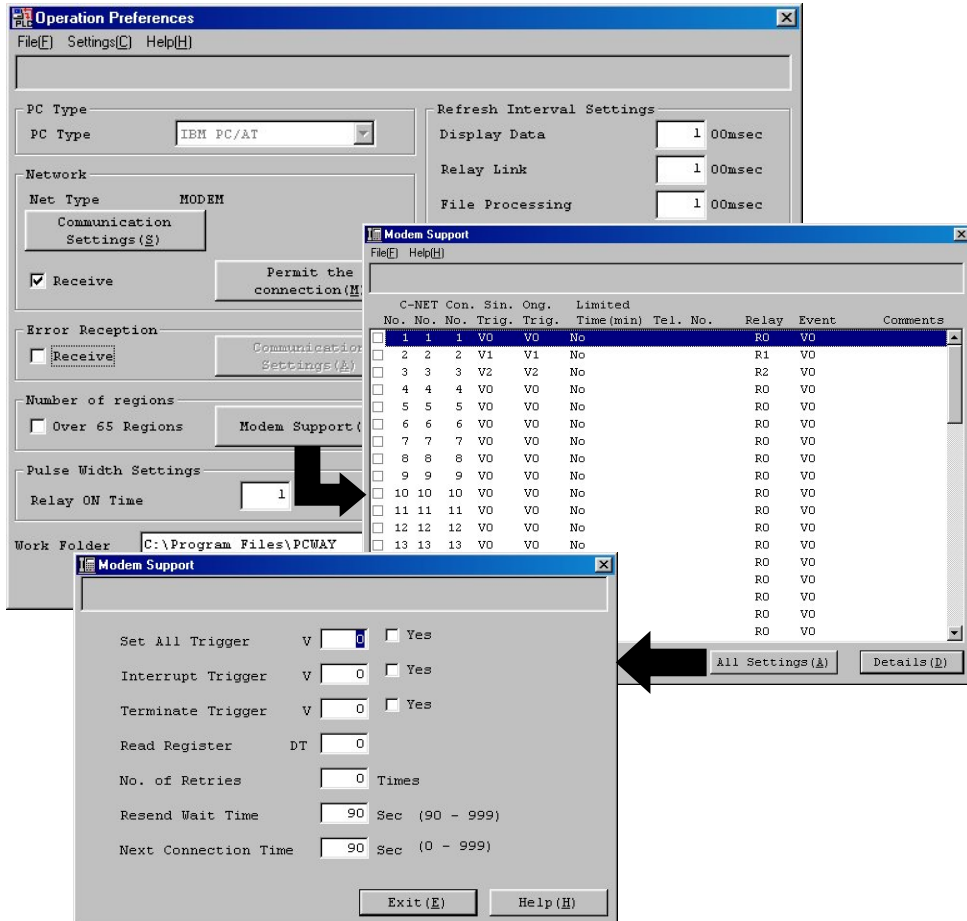 Operation Preferences
File(F) Settings(C) Help(H)
PC Type
PC Type IBM PC/AT
Network
Net Type MODEM
Communication
Settings(S)
Receive
Permit the
connection(M
Error Reception
Receive
Communication
Settings(A)
Number of regions
Over 65 Regions
Modem Support(
Pulse Width Settings
Relay ON Time 1
Work Folder C:\Program Files\PCWAY
Refresh Interval Settings
Display Data 1 00msec
Relay Link 1 00msec
File Processing 1 00msec
Modem Support
File(F) Help(H)
C-NET Con. Sin. Ong. Limited
No. No. No. Trig. Trig. Time(min) Tel. No. Relay Event Comments
1 1 1 V0 V0 No R0 V0
2 2 2 V1 V1 No R1 V0
3 3 3 V2 V2 No R2 V0
4 4 4 V0 V0 No R0 V0
5 5 5 V0 V0 No R0 V0
6 6 6 V0 V0 No R0 V0
7 7 7 V0 V0 No R0 V0
8 8 8 V0 V0 No R0 V0
9 9 9 V0 V0 No R0 V0
10 10 10 V0 V0 No R0 V0
11 11 11 V0 V0 No R0 V0
12 12 12 V0 V0 No R0 V0
13 13 13 V0 V0 No R0 V0
R0 V0
R0 V0
R0 V0
R0 V0
R0 V0
All Settings(A) Details(D)
Modem Support
Set All Trigger V 0 Yes
Interrupt Trigger V 0 Yes
Terminate Trigger V 0 Yes
Read Register DT 0
No. of Retries 0 Times
Resend Wait Time 90 Sec (90 - 999)
Next Connection Time 90 Sec (0 - 999)
Exit(E) Help(H)